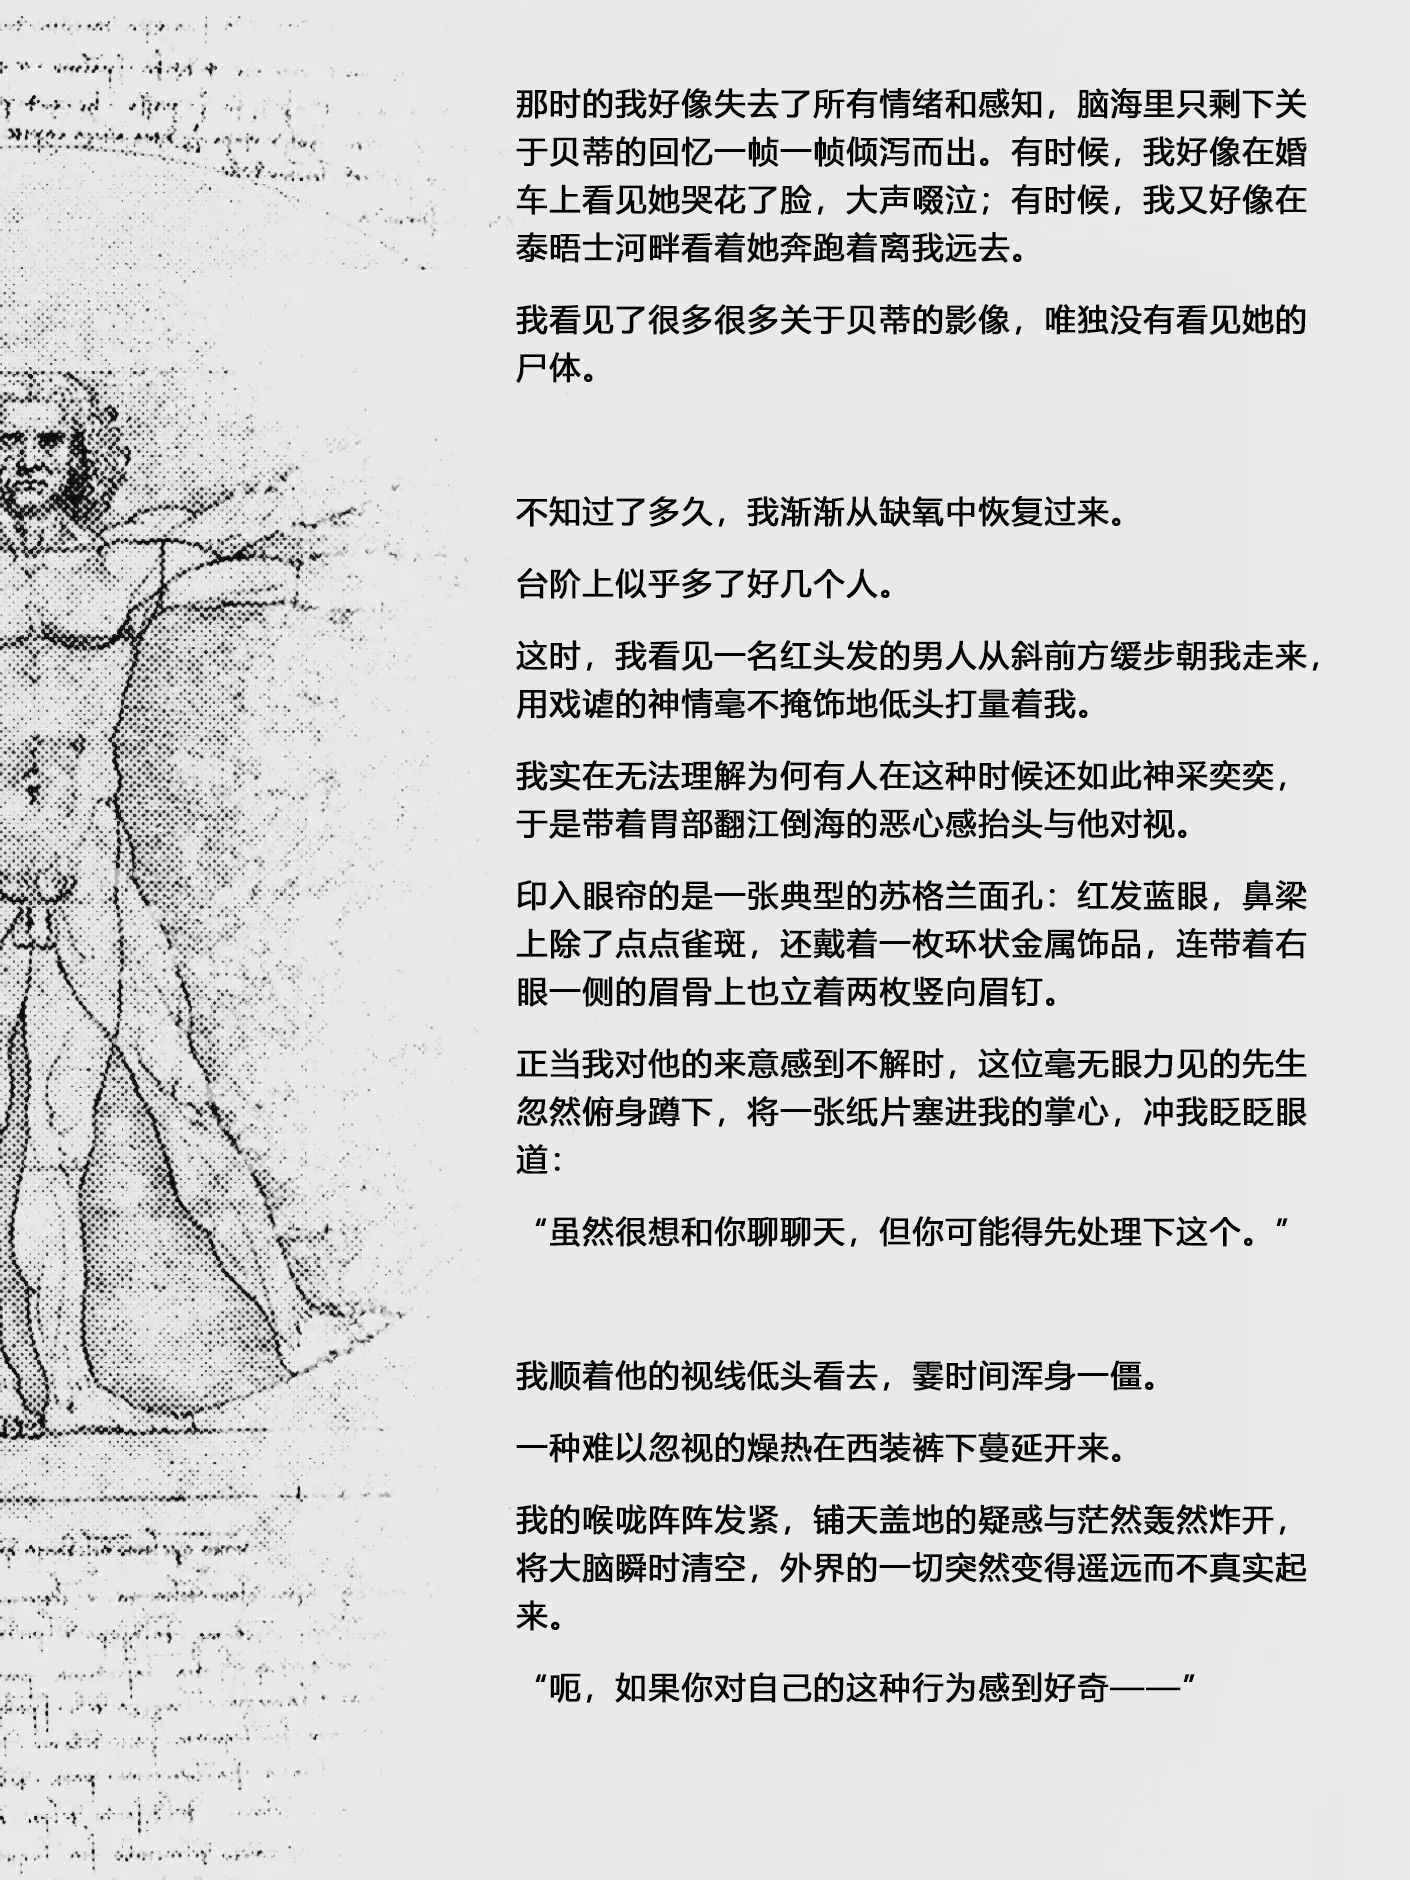 那时的我好像失去了所有情绪和感知，脑海里只剩下关
于贝蒂的回忆一帧一帧倾泻而出。有时候，我好像在婚
车上看见她哭花了脸，大声啜泣；有时候，我又好像在
泰晤士河畔看着她奔跑着离我远去。
我看见了很多很多关于贝蒂的影像，唯独没有看见她的
尸体。
不知过了多久，我渐渐从缺氧中恢复过来。
台阶上似乎多了好几个人。
这时，我看见一名红头发的男人从斜前方缓步朝我走来，
用戏谑的神情毫不掩饰地低头打量着我。
我实在无法理解为何有人在这种时候还如此神采奕奕，
于是带着胃部翻江倒海的恶心感抬头与他对视。
印入眼帘的是一张典型的苏格兰面孔：红发蓝眼，鼻梁
上除了点点雀斑，还戴着一枚环状金属饰品，连带着右
眼一侧的眉骨上也立着两枚竖向眉钉。
正当我对他的来意感到不解时，这位毫无眼力见的先生
忽然俯身蹲下，将一张纸片塞进我的掌心，冲我眨眨眼
道：
“虽然很想和你聊聊天，但你可能得先处理下这个。”
我顺着他的视线低头看去，霎时间浑身一僵。
一种难以忽视的燥热在西装裤下蔓延开来。
我的喉咙阵阵发紧，铺天盖地的疑惑与茫然轰然炸开，
将大脑瞬时清空，外界的一切突然变得遥远而不真实起
来。
“呃，如果你对自己的这种行为感到好奇——”